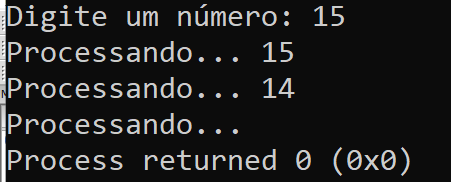 Digite um número: 15
Processando... 15
Processando... 14
Processando...
Process returned 0 (0x0)